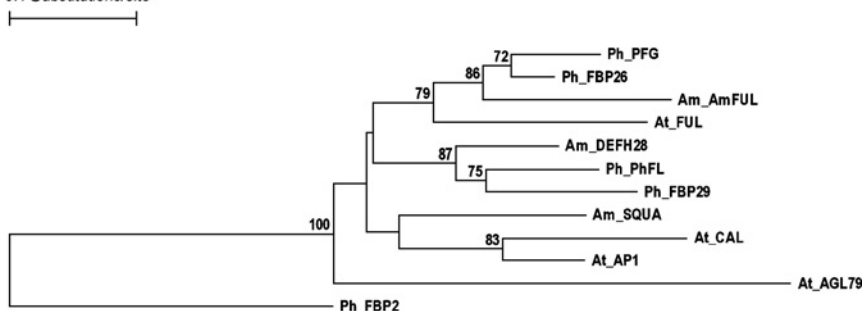 72
Ph_PFG
86
Ph_FBP26
79
Am_AmFUL
At_FUL
87
Am_DEFH28
75
Ph_PhFL
Ph_FBP29
Am_SQUA
100
83
At_CAL
At_AP1
At_AGL79
Ph_FBP2